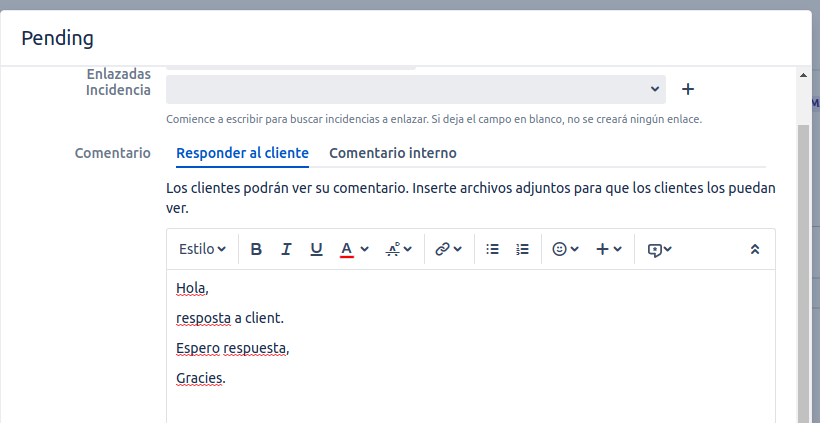 Pending
Enlazadas
Incidencia
Comience a escribir para buscar incidencias a enlazar. Si deja el campo en blanco, no se creará ningún enlace.
Comentario
Responder al cliente
Comentario interno
Los clientes podrán ver su comentario. Inserte archivos adjuntos para que los clientes los puedan
ver.
Estilo B I U A
Hola,
resposta a client.
Espero respuesta,
Gracies.